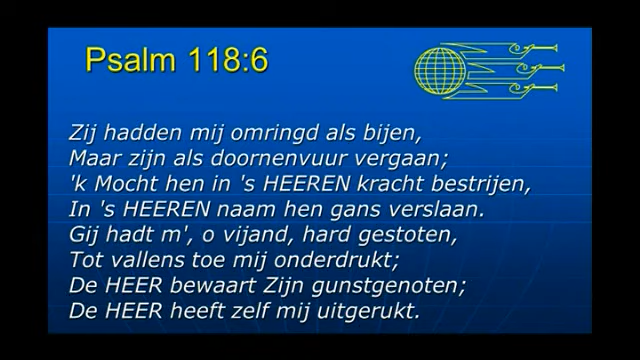 Psalm 118:6
Zij hadden mij omringd als bijen,
Maar zijn als doornenvuur vergaan;
'k Mocht hen in 's HEEREN kracht bestrijen,
In 's HEEREN naam hen gans verslaan.
Gij hadt m', o vijand, hard gestoten,
Tot vallens toe mij onderdrukt;
De HEER bewaart Zijn gunstgenoten;
De HEER heeft zelf mij uitgerukt.